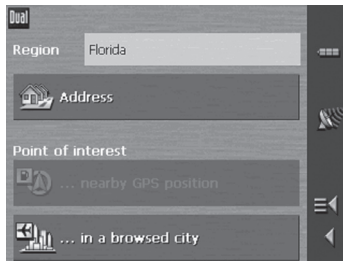 Dual
Region Florida
Address
Point of interest
... nearby GPS position
... in a browsed city